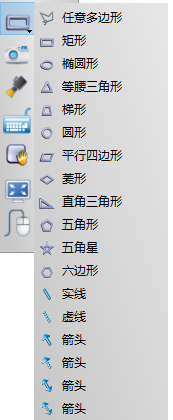 任意多边形
矩形
椭圆形
等腰三角形
梯形
圆形
平行四边形
菱形
直角三角形
五角形
五角星
六边形
实线
虚线
箭头
箭头
箭头
箭头